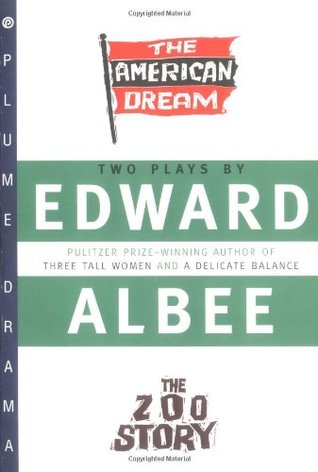 Copyrighted Material
PLUME DRAMA
THE
AMERICAN
DREAM
TWO PLAYS BY
EDWARD
PULITZER PRIZE–WINNING AUTHOR OF
THREE TALL WOMEN AND A DELICATE BALANCE
ALBEE
THE
ZOO
STORY
Copyrighted Material